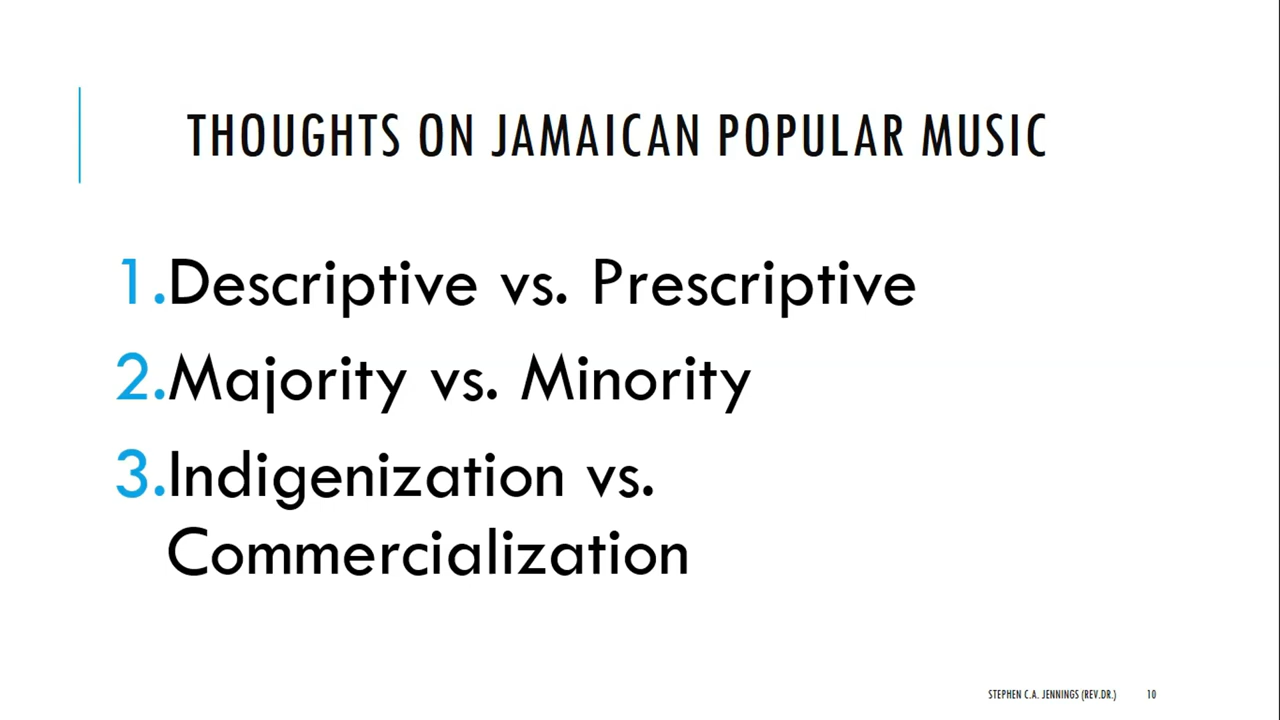 THOUGHTS ON JAMAICAN POPULAR MUSIC
1.Descriptive vs. Prescriptive
2.Majority vs. Minority
3.Indigenization vs.
Commercialization
STEPHEN C.A. JENNINGS (REV.DR.) 10